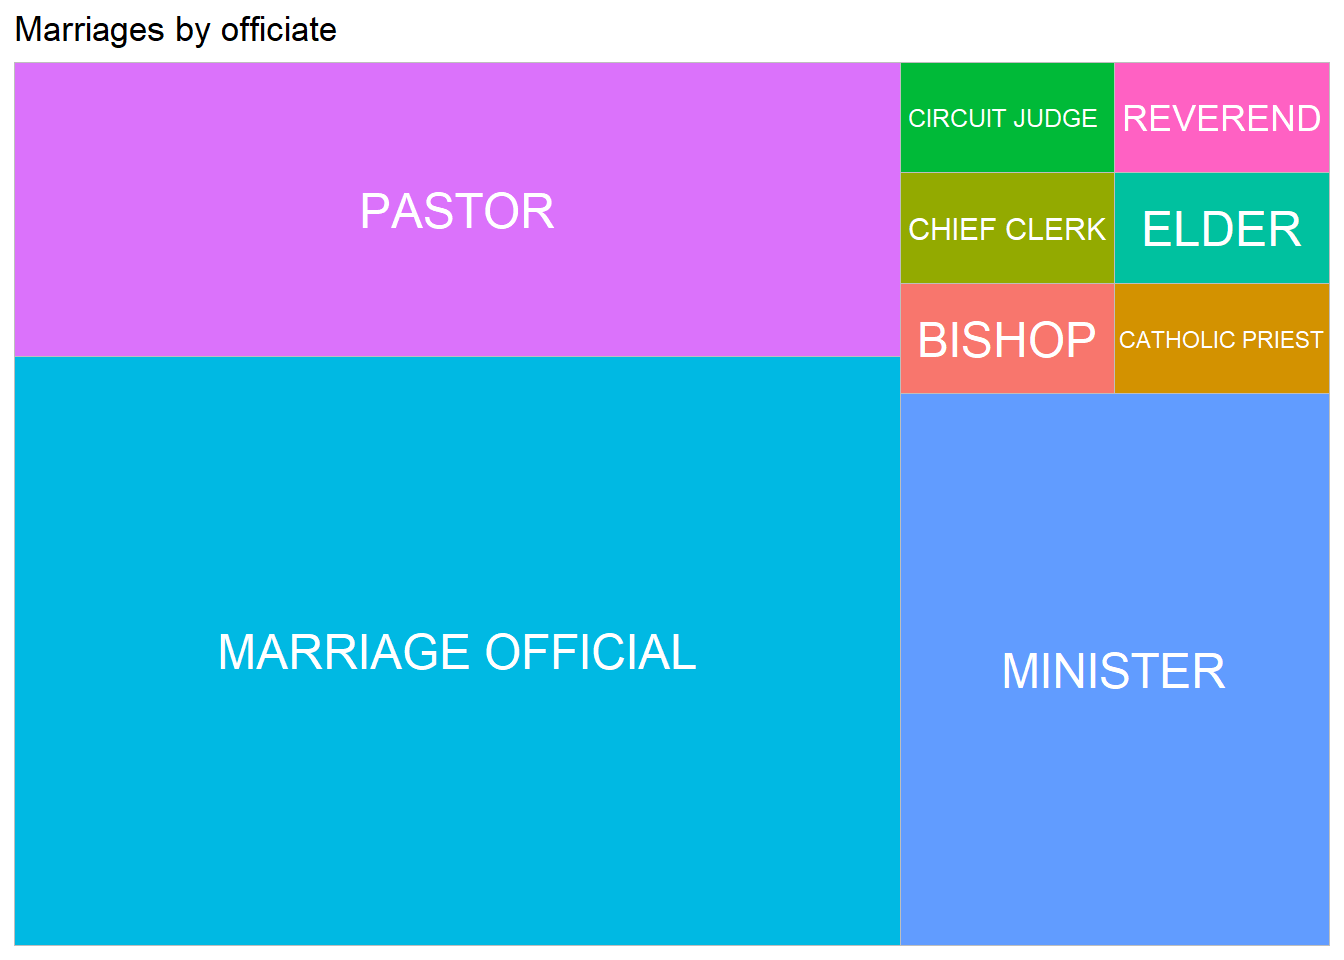 Marriages by officiate
PASTOR
MARRIAGE OFFICIAL
CIRCUIT JUDGE
REVEREND
CHIEF CLERK
ELDER
BISHOP
CATHOLIC PRIEST
MINISTER